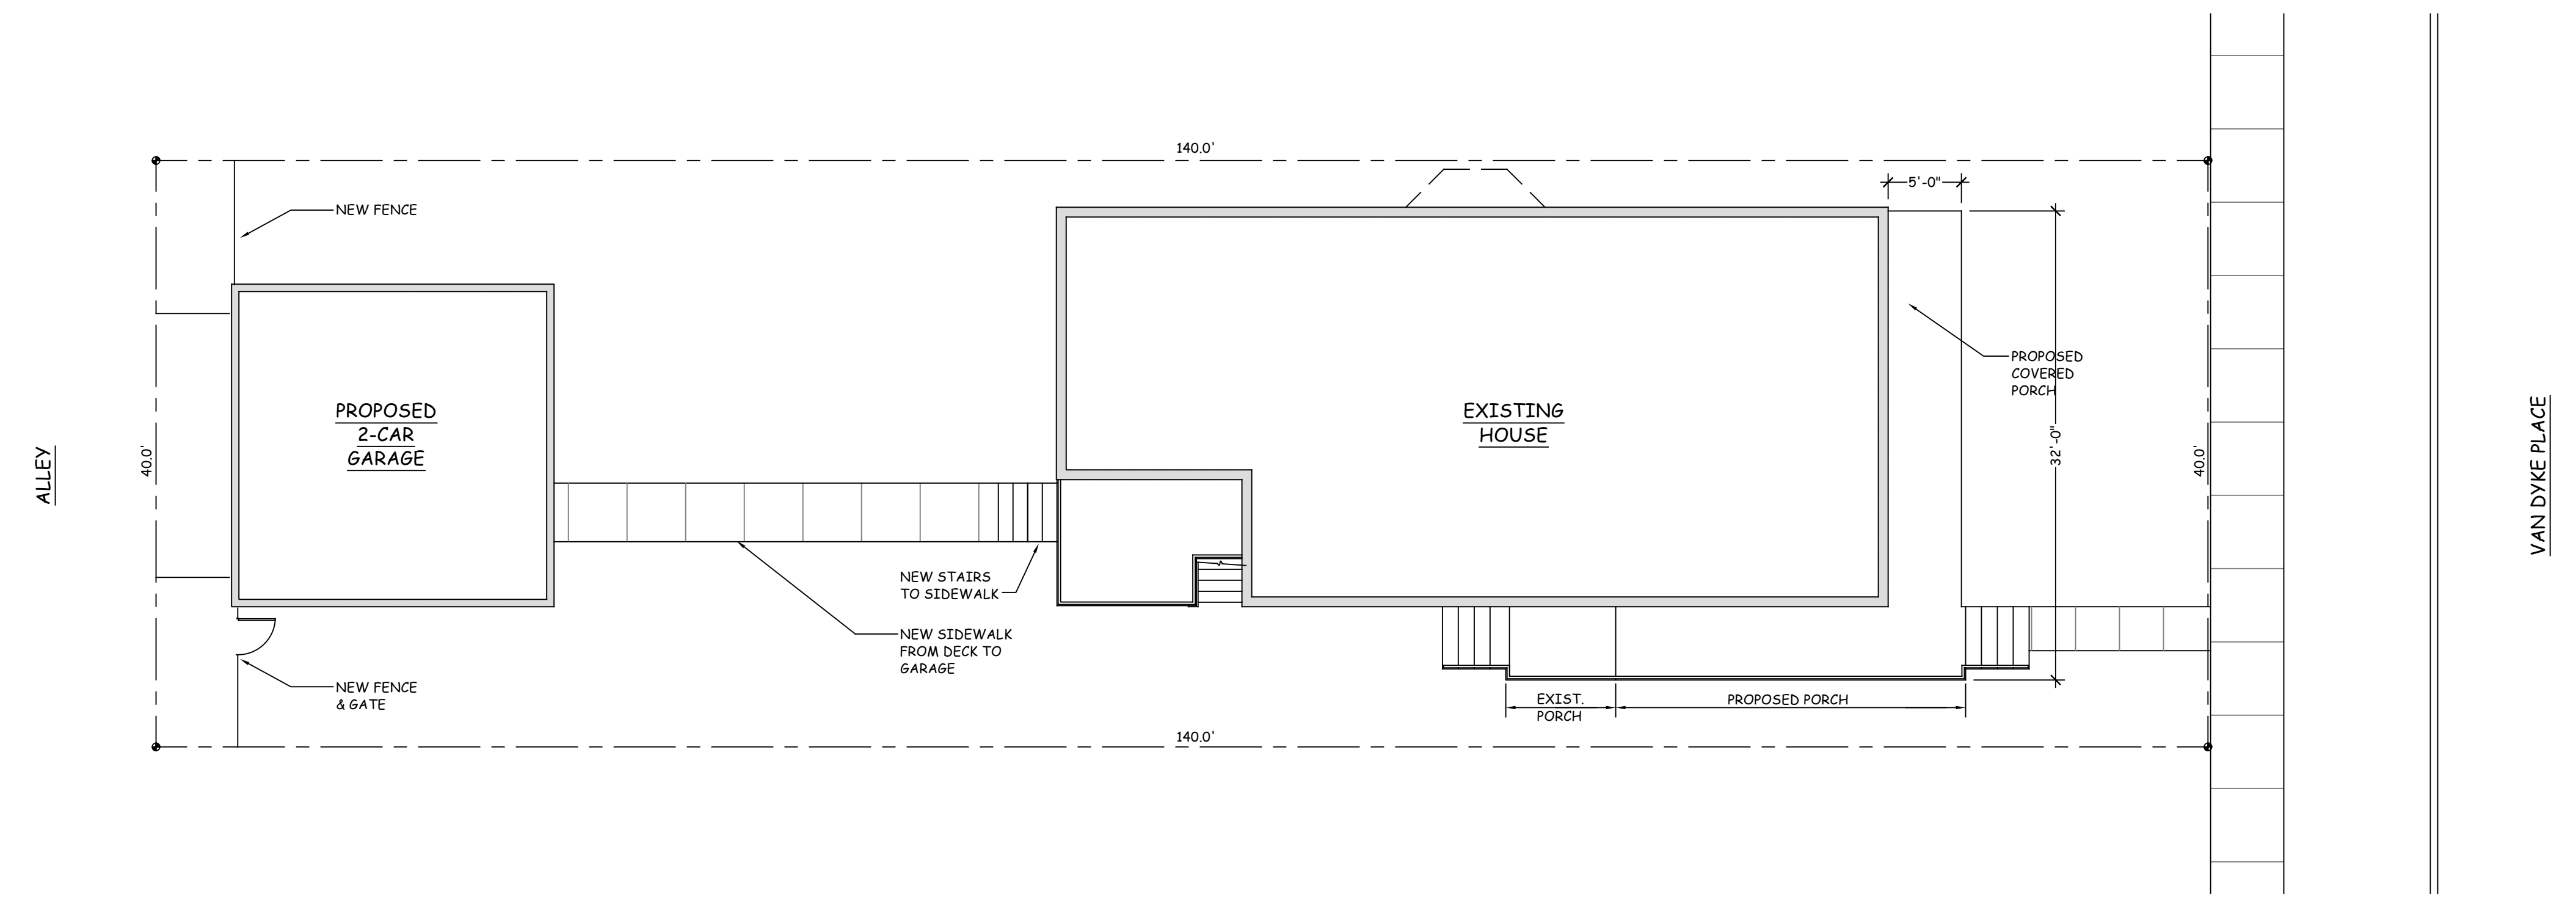 140.0'
5'-0"
NEW FENCE
PROPOSED
COVERED
PORCH
PROPOSED
2-CAR
GARAGE
EXISTING
HOUSE
ALLEY
40.0'
32'-0"
40.0'
VAN DYKE PLACE
NEW STAIRS
TO SIDEWALK
NEW SIDEWALK
FROM DECK TO
GARAGE
NEW FENCE
& GATE
EXIST.
PORCH
PROPOSED PORCH
140.0'